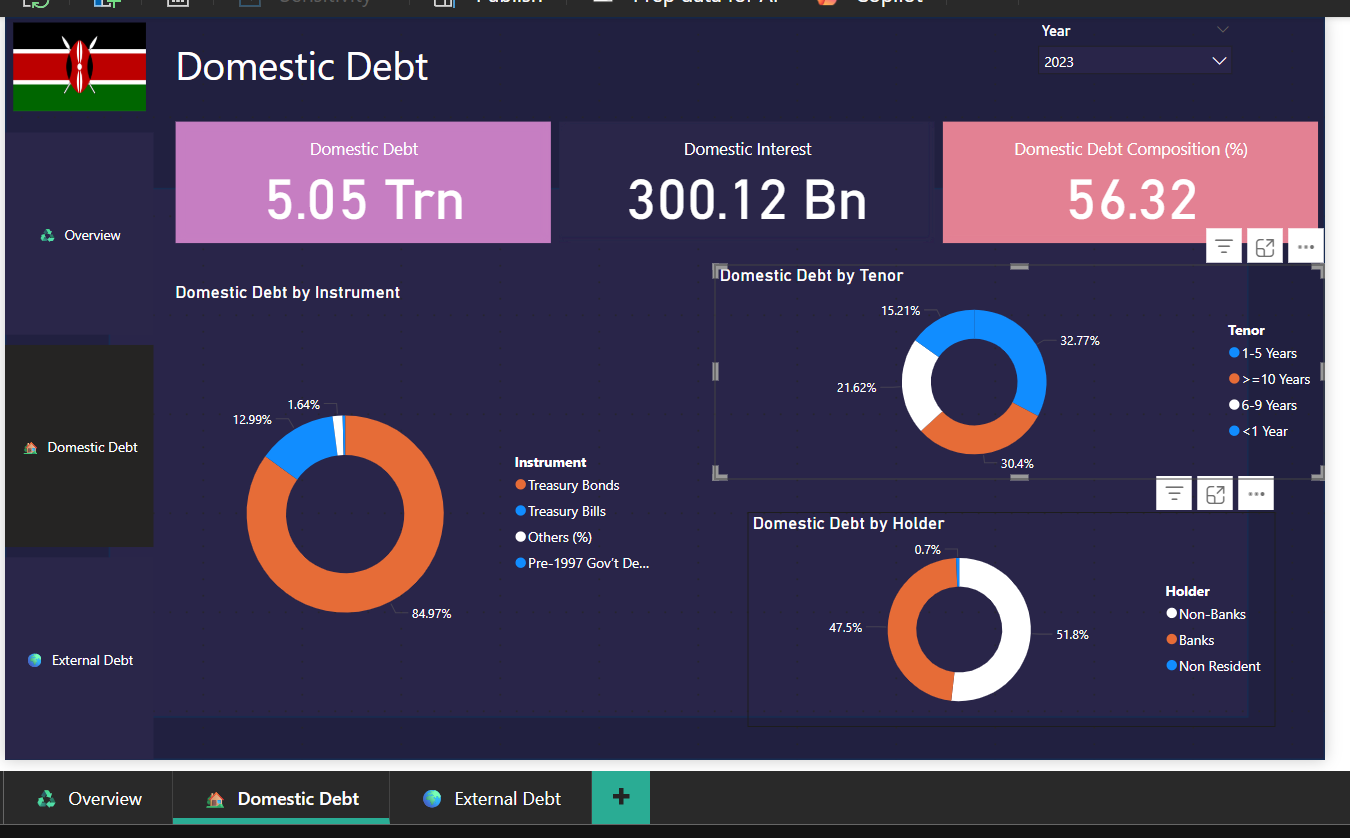 Sensitivity
Publish
Prep data for AI
Copilot
Domestic Debt
Year
2023
Domestic Debt
5.05 Trn
Domestic Interest
300.12 Bn
Domestic Debt Composition (%)
56.32
Overview
Domestic Debt
External Debt
Domestic Debt by Instrument
1.64%
12.99%
84.97%
Instrument
Treasury Bonds
Treasury Bills
Others (%)
Pre-1997 Gov't De...
Domestic Debt by Tenor
15.21%
32.77%
21.62%
30.4%
Tenor
1-5 Years
>=10 Years
6-9 Years
<1 Year
Domestic Debt by Holder
0.7%
47.5%
51.8%
Holder
Non-Banks
Banks
Non Resident
Overview
Domestic Debt
External Debt